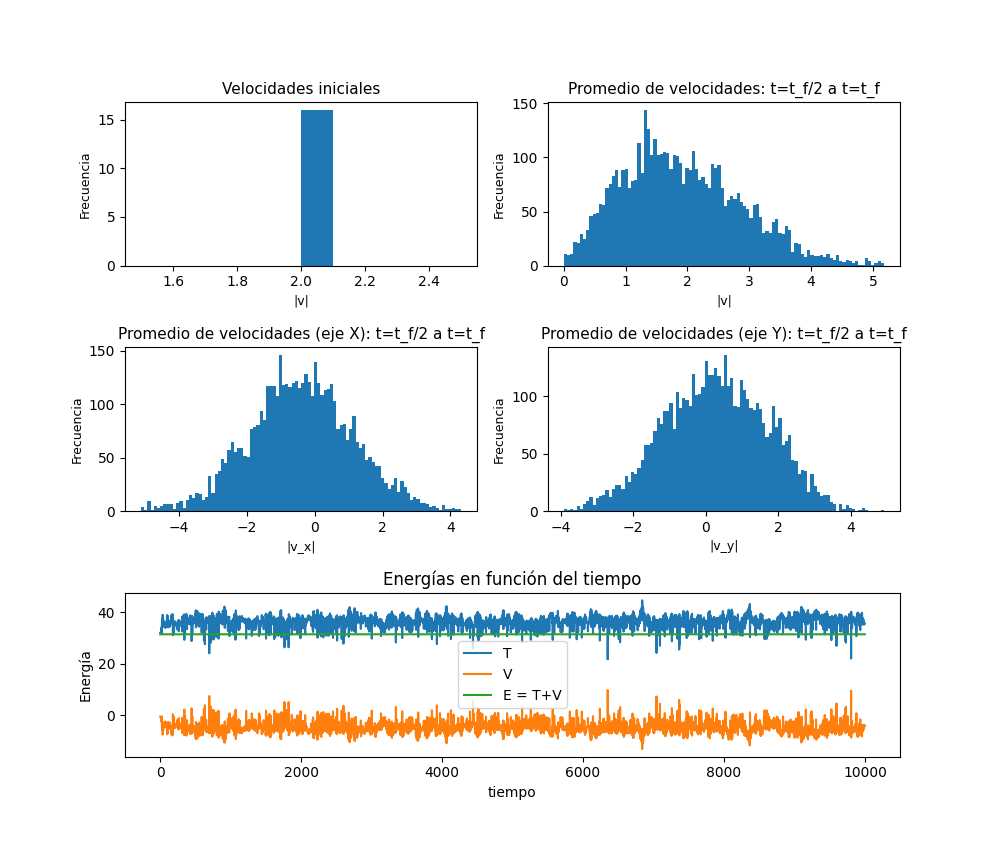 Velocidades iniciales
Promedio de velocidades: t=t_f/2 a t=t_f
Frecuencia
15
10
5
0
1.6 1.8 2.0 2.2 2.4
|v|
Frecuencia
150
100
50
0
0 1 2 3 4 5
|v|
Promedio de velocidades (eje X): t=t_f/2 a t=t_f
Promedio de velocidades (eje Y): t=t_f/2 a t=t_f
Frecuencia
150
100
50
0
−4 −2 0 2 4
|v_x|
Frecuencia
100
50
0
−4 −2 0 2 4
|v_y|
Energías en función del tiempo
Energía
40
20
0
T
V
E = T+V
0 2000 4000 6000 8000 10000
tiempo